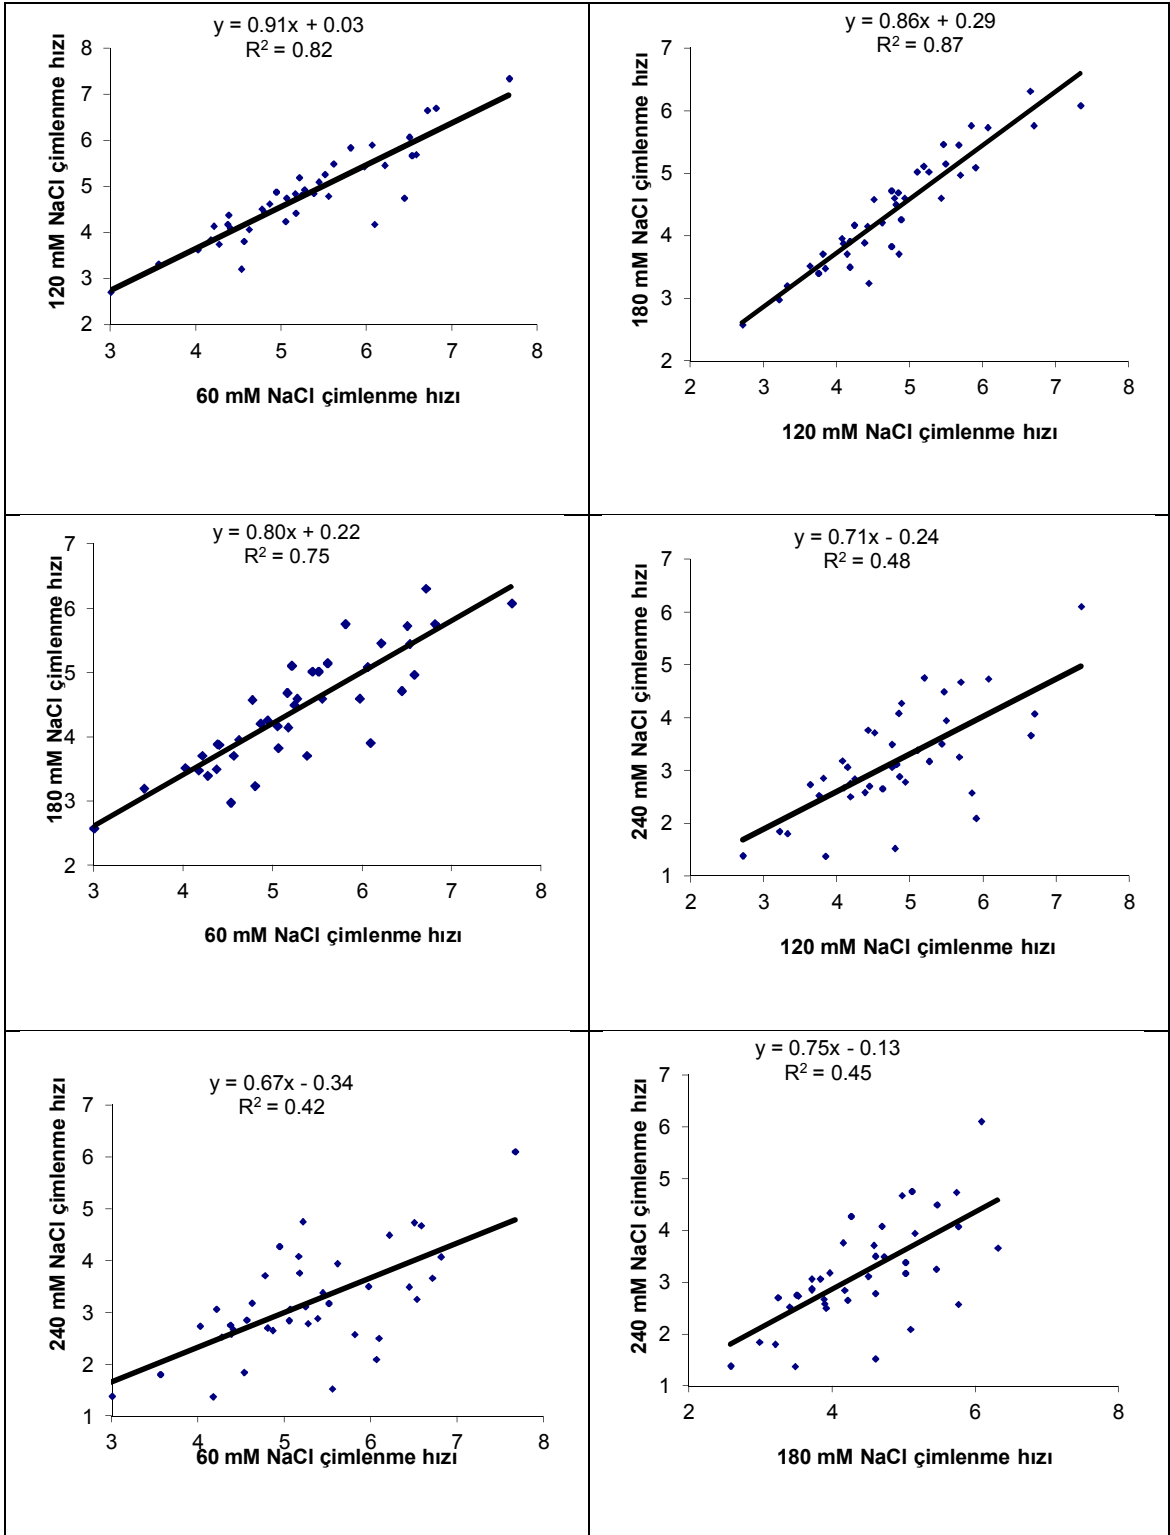 y = 0.91x + 0.03
R² = 0.82
120 mM NaCl çimlenme hızı
8
7
6
5
4
3
2
3 4 5 6 7 8
60 mM NaCl çimlenme hızı
y = 0.86x + 0.29
R² = 0.87
180 mM NaCl çimlenme hızı
7
6
5
4
3
2
2 3 4 5 6 7 8
120 mM NaCl çimlenme hızı
y = 0.80x + 0.22
R² = 0.75
180 mM NaCl çimlenme hızı
7
6
5
4
3
2
3 4 5 6 7 8
60 mM NaCl çimlenme hızı
y = 0.71x - 0.24
R² = 0.48
240 mM NaCl çimlenme hızı
7
6
5
4
3
2
1
2 3 4 5 6 7 8
120 mM NaCl çimlenme hızı
y = 0.67x - 0.34
R² = 0.42
240 mM NaCl çimlenme hızı
7
6
5
4
3
2
1
3 4 5 6 7 8
60 mM NaCl çimlenme hızı
y = 0.75x - 0.13
R² = 0.45
240 mM NaCl çimlenme hızı
7
6
5
4
3
2
1
2 4 6 8
180 mM NaCl çimlenme hızı